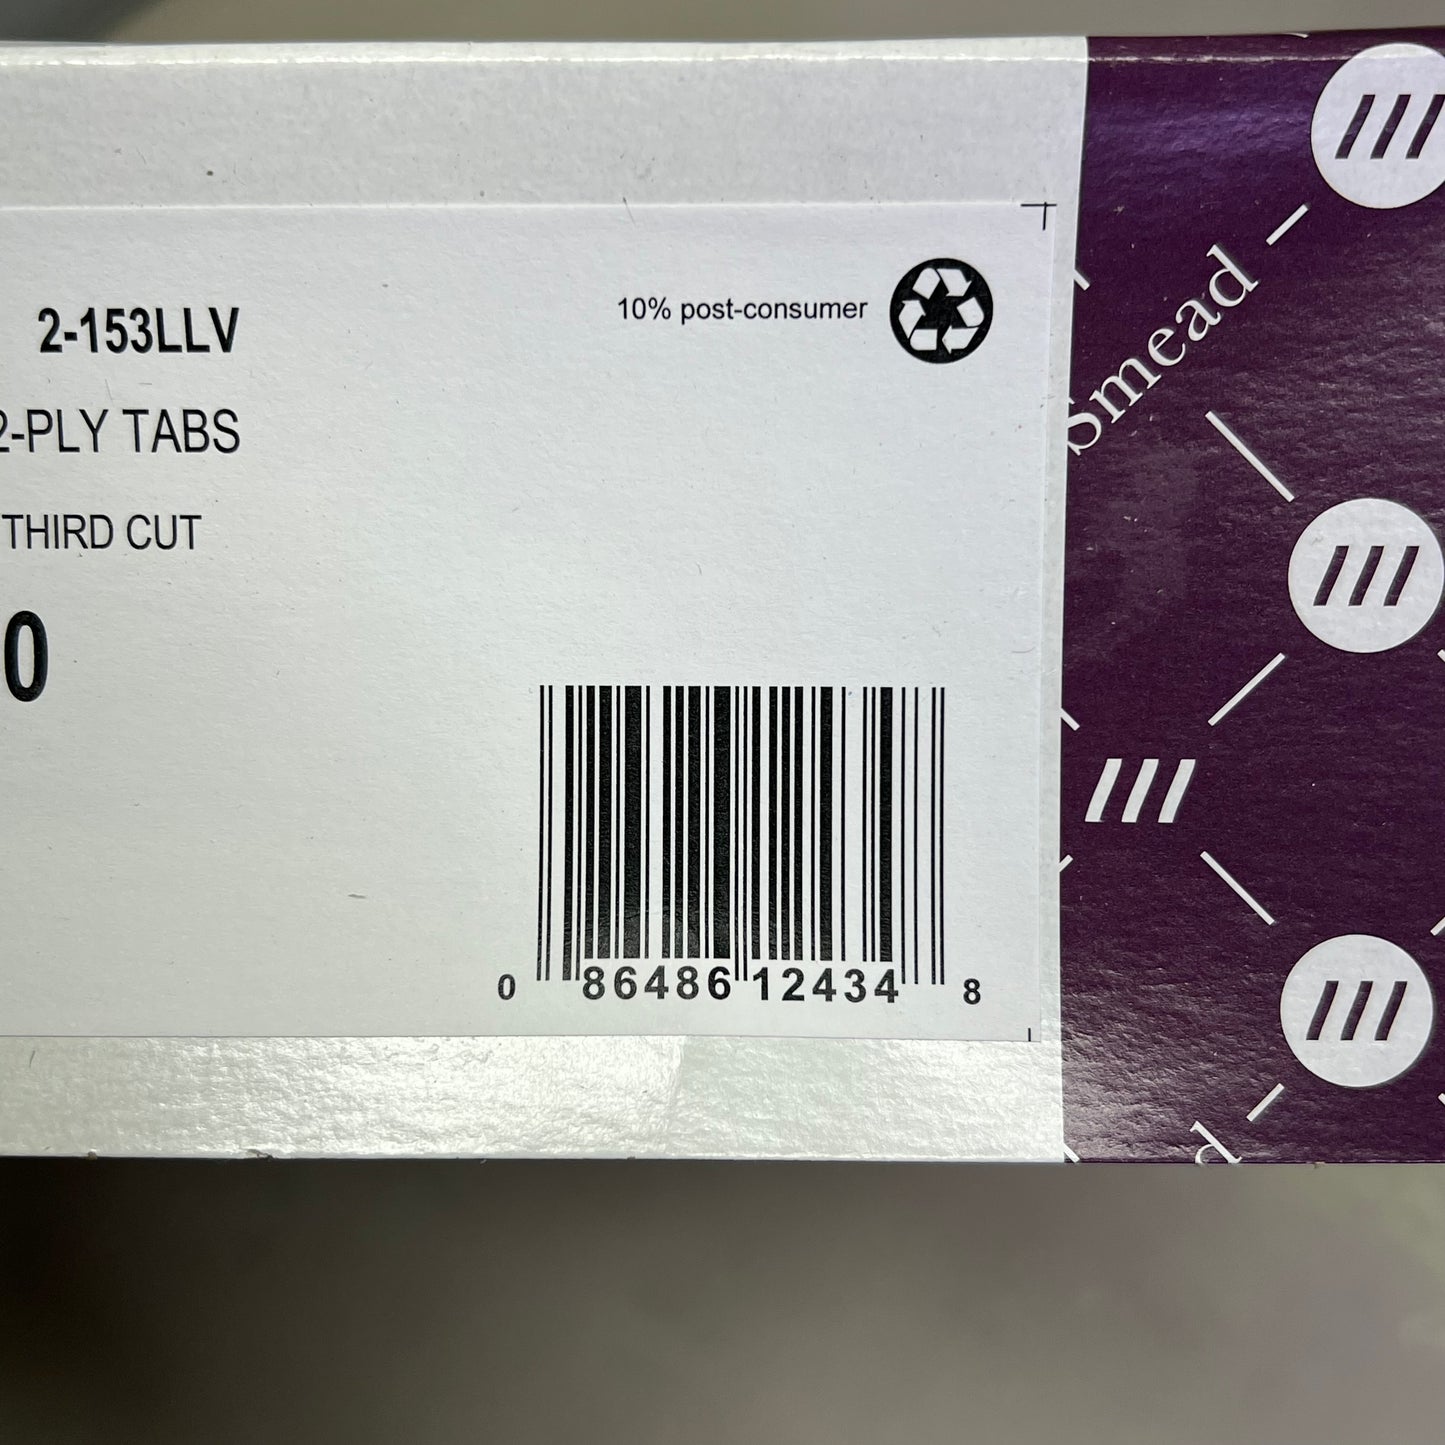 10% post-consumer
2-153LLV
2-PLY TABS
THIRD CUT
0
0 86486 12434 8
Smead
d